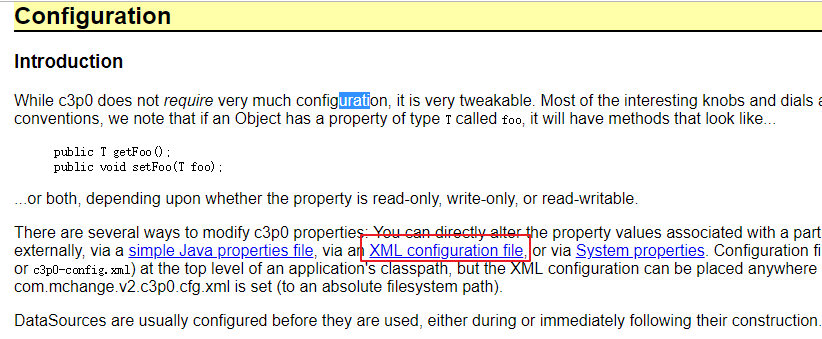 Configuration
Introduction
While c3p0 does not require very much configuration, it is very tweakable. Most of the interesting knobs and dials a
conventions, we note that if an Object has a property of type T called foo, it will have methods that look like...
public T getFoo();
public void setFoo(T foo);
...or both, depending upon whether the property is read-only, write-only, or read-writable.
There are several ways to modify c3p0 properties: You can directly alter the property values associated with a part
externally, via a simple Java properties file, via an XML configuration file, or via System properties. Configuration fi
or c3p0-config.xml) at the top level of an application's classpath, but the XML configuration can be placed anywhere
com.mchange.v2.c3p0.cfg.xml is set (to an absolute filesystem path).
DataSources are usually configured before they are used, either during or immediately following their construction.